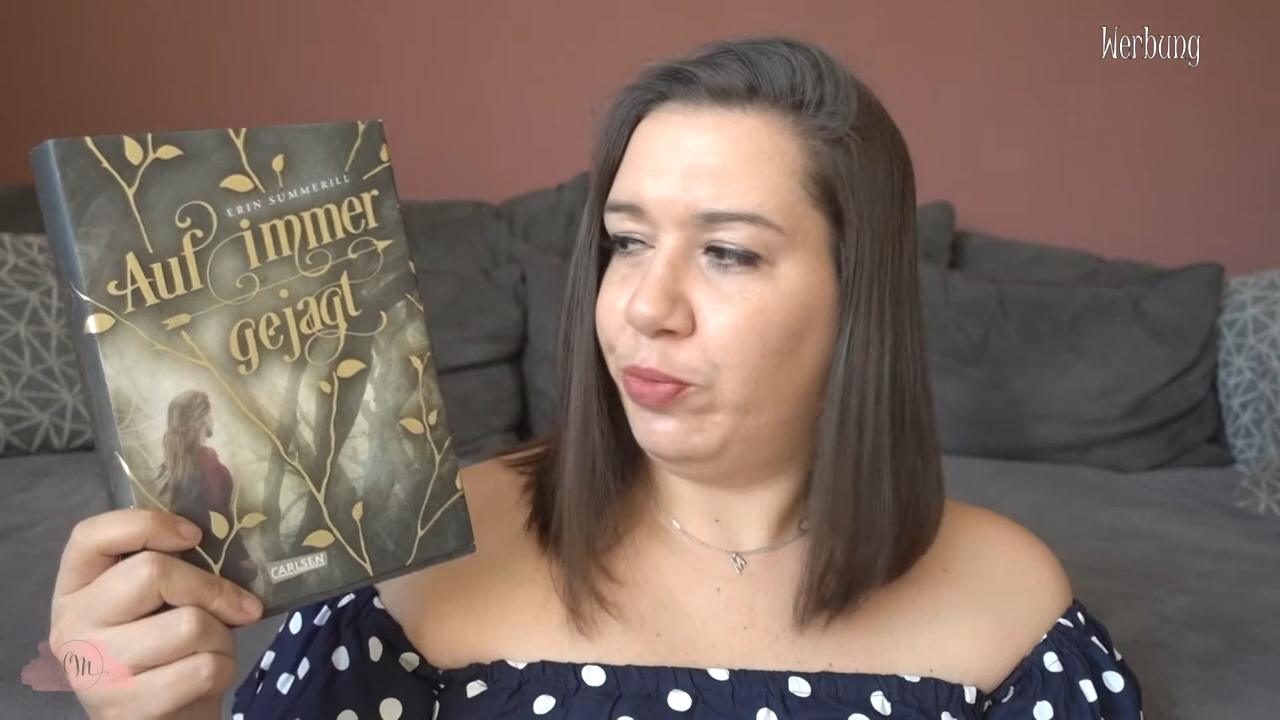 Werbung
ERIN SUMMERILL
Auf immer
gejagt
CARLSEN
M